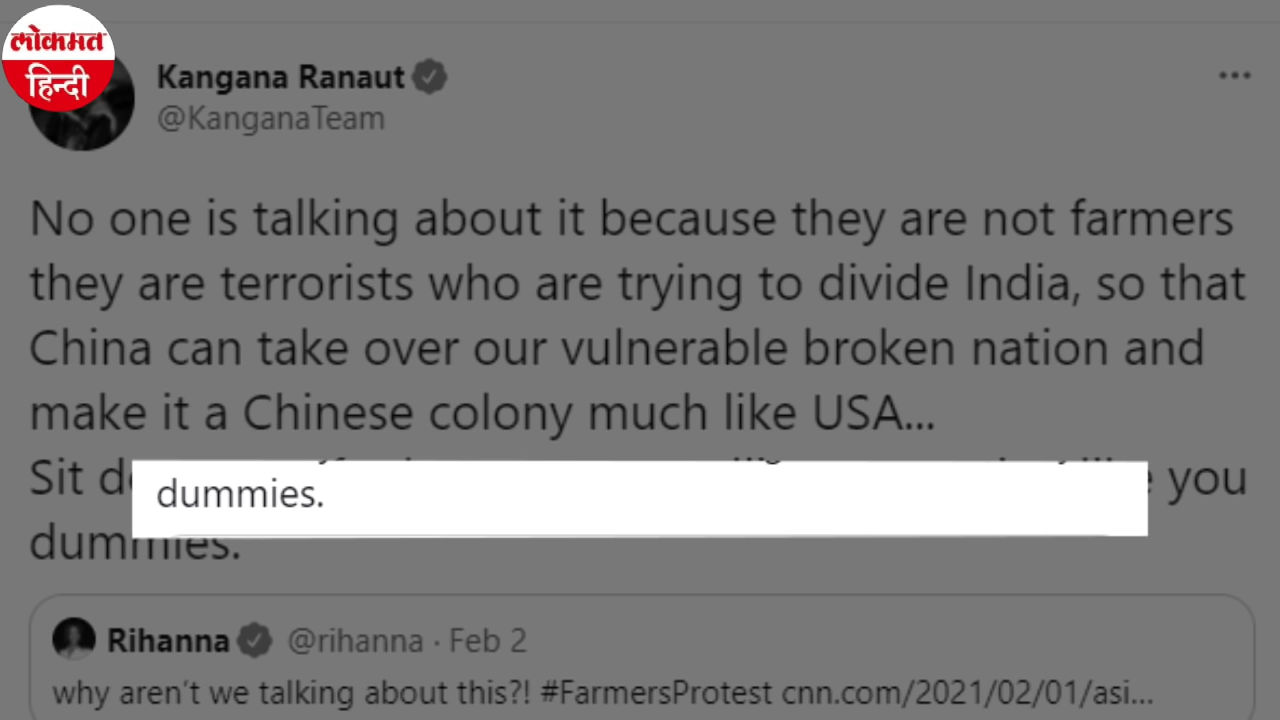 लोकमत
हिन्दी
Kangana Ranaut
@KanganaTeam
No one is talking about it because they are not farmers
they are terrorists who are trying to divide India, so that
China can take over our vulnerable broken nation and
make it a Chinese colony much like USA...
Sit you
dummies.
dummies.
Rihanna @rihanna · Feb 2
why aren't we talking about this?! #FarmersProtest cnn.com/2021/02/01/asi...